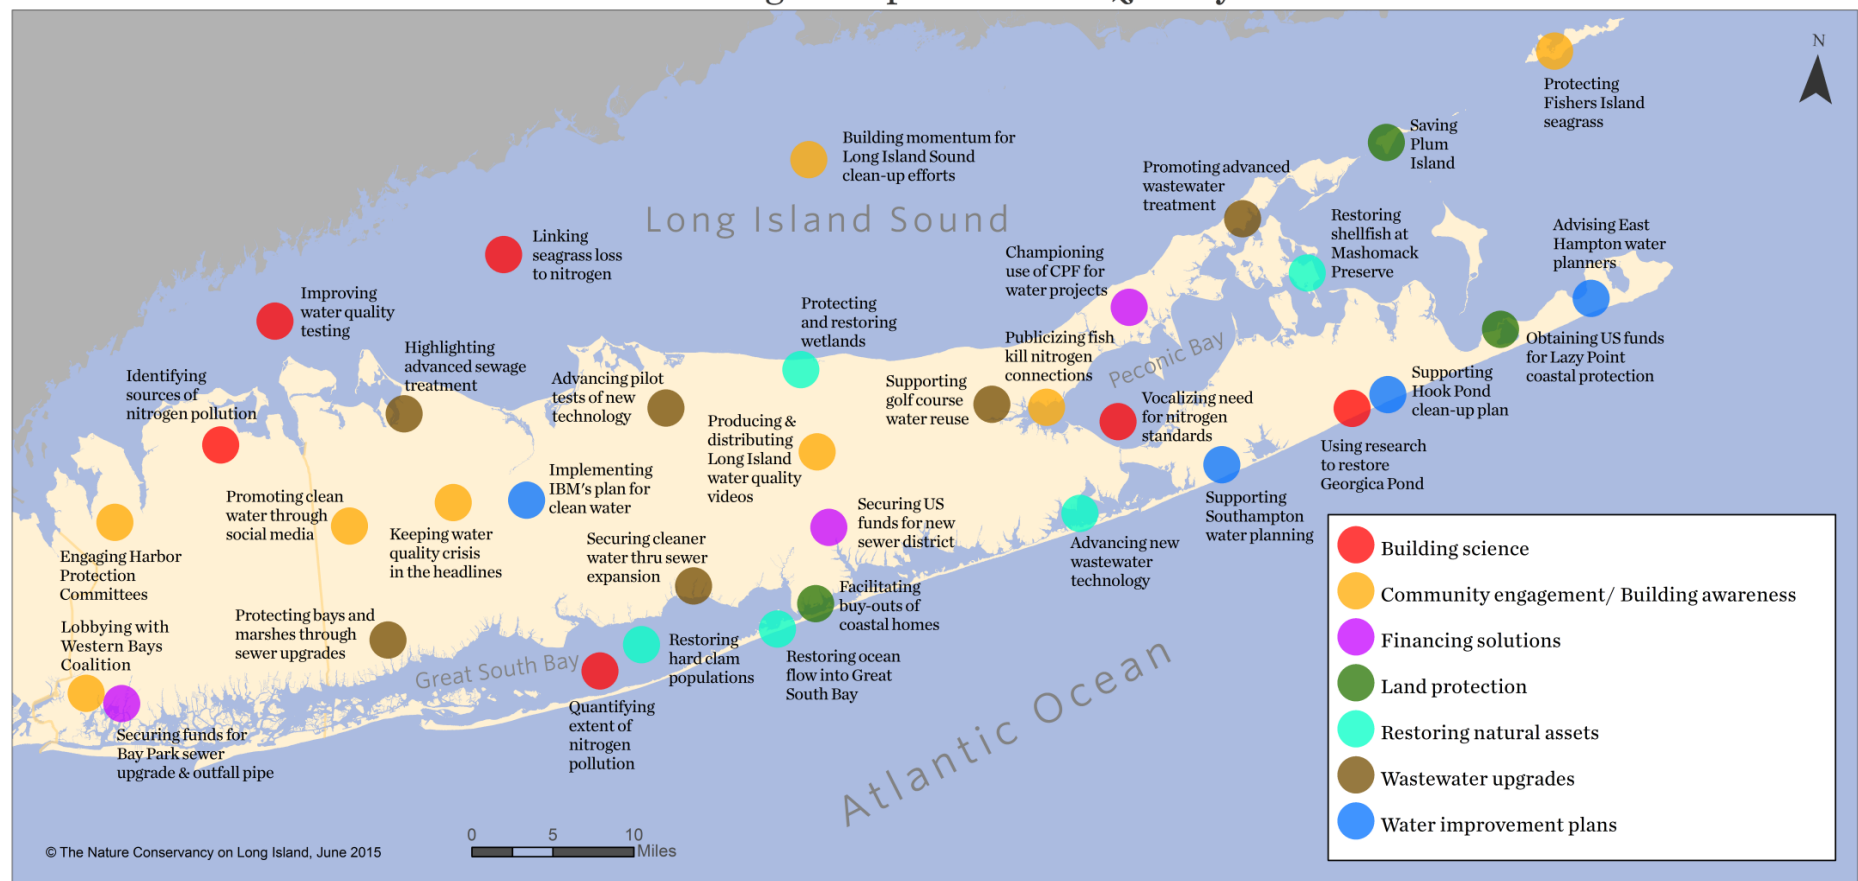 N
Protecting
Fishers Island
seagrass
Saving
Plum
Island
Building momentum for
Long Island Sound
clean-up efforts
Promoting advanced
wastewater
treatment
Long Island Sound
Restoring
shellfish at
Mashomack
Preserve
Advising East
Hampton water
planners
Linking
seagrass loss
to nitrogen
Championing
use of CPF for
water projects
Improving
water quality
testing
Protecting
and restoring
wetlands
Highlighting
advanced sewage
treatment
Publicizing fish
kill nitrogen
connections
Peconic Bay
Obtaining US funds
for Lazy Point
coastal protection
Identifying
sources of
nitrogen pollution
Advancing pilot
tests of new
technology
Supporting
golf course
water reuse
Vocalizing need
for nitrogen
standards
Supporting
Hook Pond
clean-up plan
Producing &
distributing
Long Island
water quality
videos
Using research
to restore
Georgica Pond
Promoting clean
water through
social media
Implementing
IBM's plan for
clean water
Keeping water
quality crisis
in the headlines
Securing US
funds for new
sewer district
Supporting
Southampton
water planning
Engaging Harbor
Protection
Committees
Securing cleaner
water thru sewer
expansion
Advancing new
wastewater
technology
Facilitating
buy-outs of
coastal homes
Lobbying with
Western Bays
Coalition
Protecting bays and
marshes through
sewer upgrades
Great South Bay
Restoring
hard clam
populations
Restoring ocean
flow into Great
South Bay
Quantifying
extent of
nitrogen
pollution
Securing funds for
Bay Park sewer
upgrade & outfall pipe
Atlantic Ocean
Building science
Community engagement/ Building awareness
Financing solutions
Land protection
Restoring natural assets
Wastewater upgrades
Water improvement plans
0 5 10
Miles
© The Nature Conservancy on Long Island, June 2015